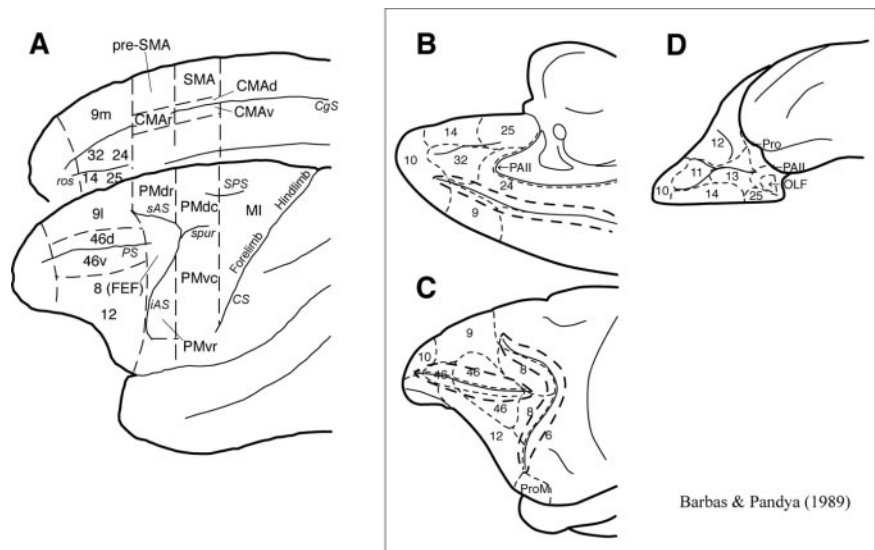 A
pre-SMA
SMA
CMAd
CMAv
CgS
9m
CMAr
32 24
ros
14 25
PMdr
SPS
sAS
PMdc
Hindlimb
9l
MI
46d
spur
PS
46v
Forelimb
PMvc
8 (FEF)
iAS
CS
12
PMvr
B
14
25
10
32
PAll
24
9
C
9
10
8
46
46
46
8
12
6
ProM
D
12
Pro
PAll
11
13
OLF
10
14
25
Barbas & Pandya (1989)